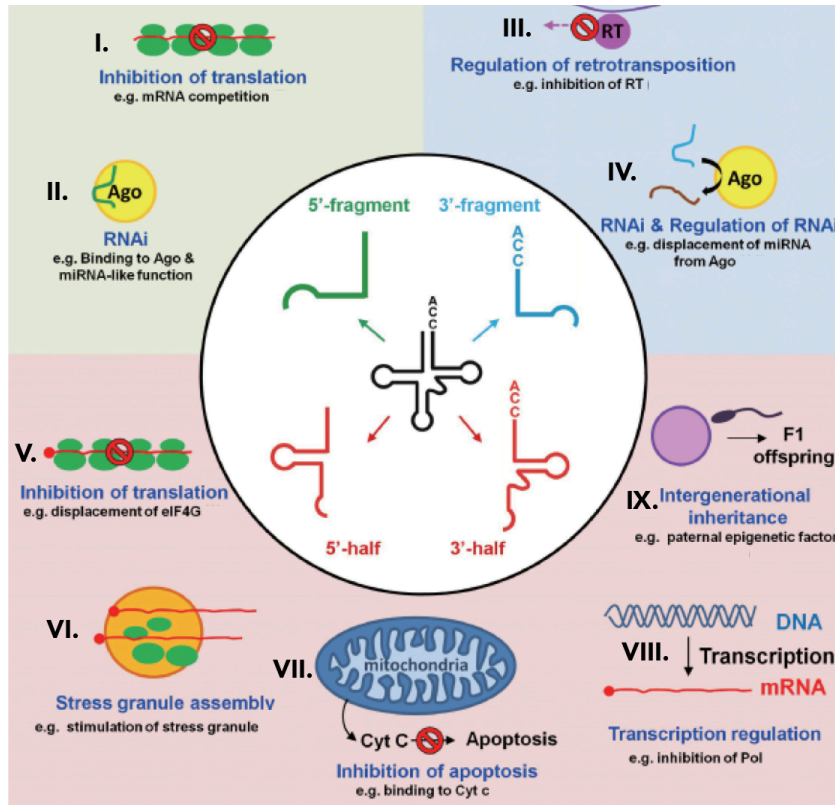 I.
Inhibition of translation
e.g. mRNA competition
III.
RT
Regulation of retrotransposition
e.g. inhibition of RT
II.
Ago
RNAi
e.g. Binding to Ago &
miRNA-like function
IV.
Ago
RNAi & Regulation of RNAi
e.g. displacement of miRNA
from Ago
5’-fragment
3’-fragment
A
C
C
A
C
C
A
C
C
5’-half
3’-half
V.
Inhibition of translation
e.g. displacement of eIF4G
F1
offspring
IX.
Intergenerational
inheritance
e.g. paternal epigenetic factor
VI.
Stress granule assembly
e.g. stimulation of stress granule
VII.
mitochondria
Cyt C
Apoptosis
Inhibition of apoptosis
e.g. binding to Cyt c
DNA
VIII.
Transcription
mRNA
Transcription regulation
e.g. inhibition of Pol